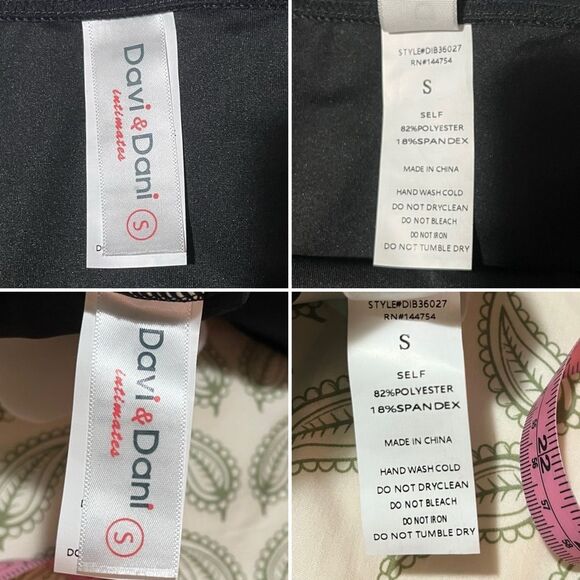 Davi & Dani
intimates
S
STYLE#DIB36027
RN#144754
S
SELF
82%POLYESTER
18%SPANDEX
MADE IN CHINA
HAND WASH COLD
DO NOT DRYCLEAN
DO NOT BLEACH
DO NOT IRON
DO NOT TUMBLE DRY
Davi & Dani
intimates
S
STYLE#DIB36027
RN#144754
S
SELF
82%POLYESTER
18%SPANDEX
MADE IN CHINA
HAND WASH COLD
DO NOT DRYCLEAN
DO NOT BLEACH
DO NOT IRON
DO NOT TUMBLE DRY
22